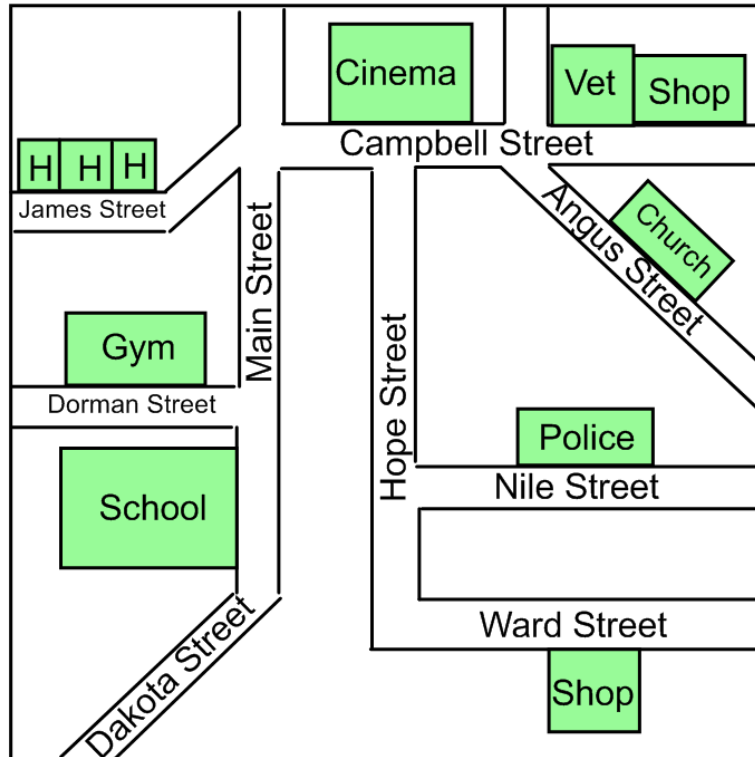 Cinema
Vet
Shop
Campbell Street
H H H
James Street
Angus Street
Church
Main Street
Gym
Dorman Street
Hope Street
Police
Nile Street
School
Ward Street
Dakota Street
Shop